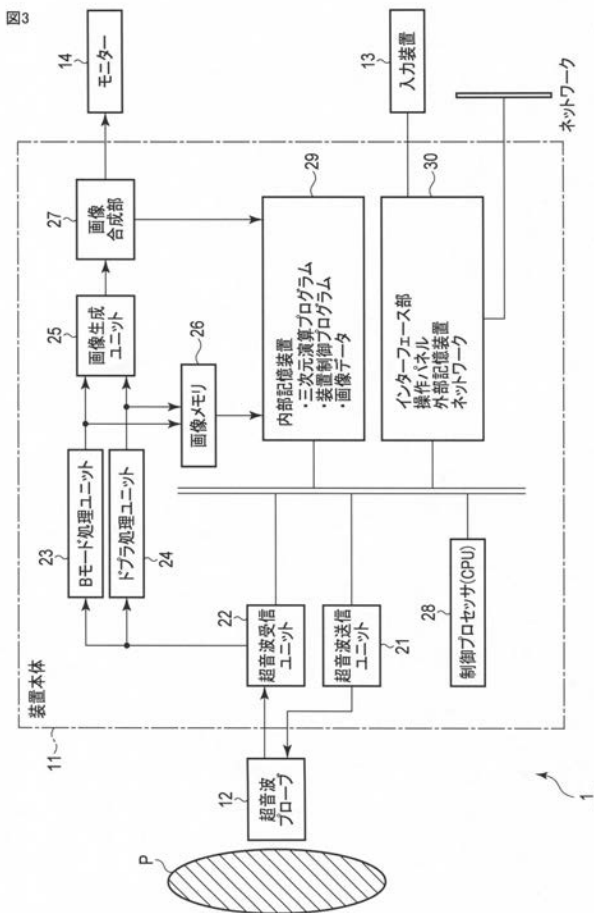 図3
装置本体
11
1
P
12
超音波
プローブ
22
超音波受信
ユニット
21
超音波送信
ユニット
23
Bモード処理ユニット
24
ドプラ処理ユニット
25
画像生成
ユニット
27
画像
合成部
14
モニター
26
画像メモリ
29
内部記憶装置
・三次元演算プログラム
・装置制御プログラム
・画像データ
28
制御プロセッサ(CPU)
30
インターフェース部
操作パネル
外部記憶装置
ネットワーク
13
入力装置
ネットワーク